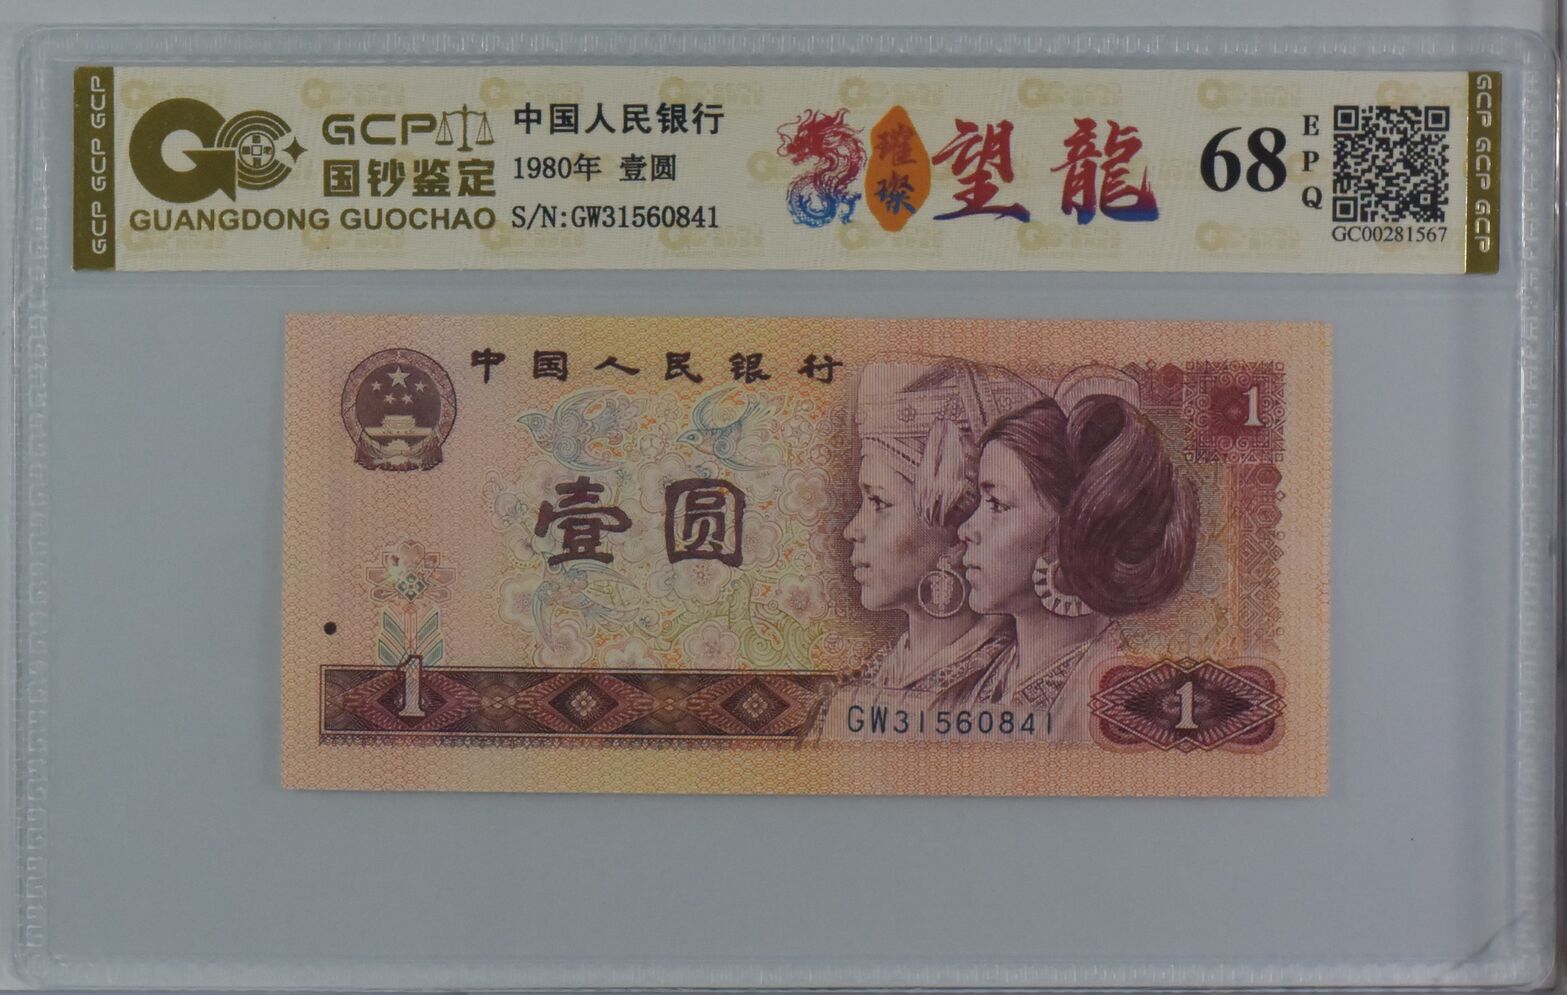 GCP GCP GCP
GCP
国钞鉴定
GUANGDONG GUOCHAO
中国人民银行
1980年 壹圆
S/N:GW31560841
璀璨
望龍
68
EPQ
GC00281567
GCP GCP GCP
中国人民银行
1
壹圆
1
GW31560841
1